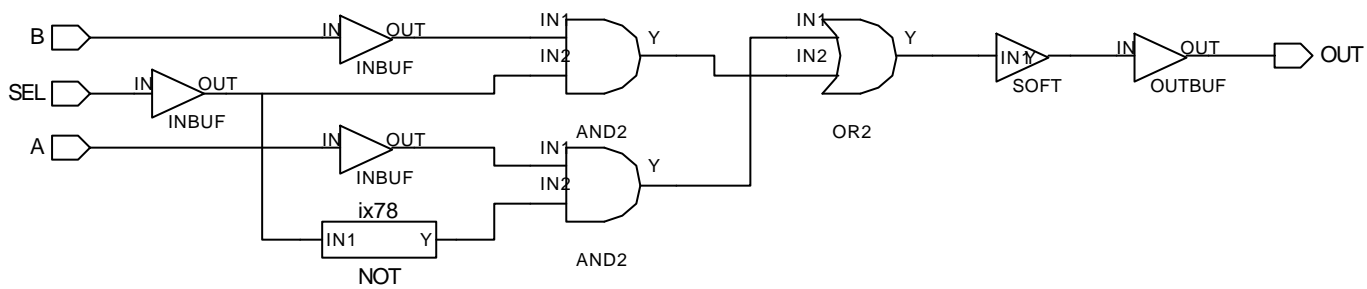 IN1
IN1
B
IN
OUT
Y
Y
IN2
IN2
IN
OUT
OUT
INBUF
IN1
Y
SEL
IN
OUT
SOFT
OUTBUF
INBUF
AND2
OR2
A
IN
OUT
IN1
Y
INBUF
IN2
ix78
IN1
Y
AND2
NOT